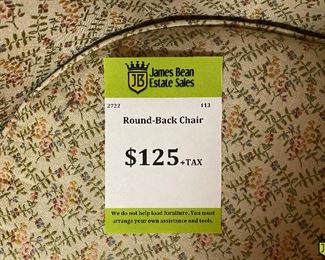 JB
James Bean
Estate Sales
2722 113
Round-Back Chair
$125+TAX
We do not help load furniture. You must
arrange your own assistance and tools.